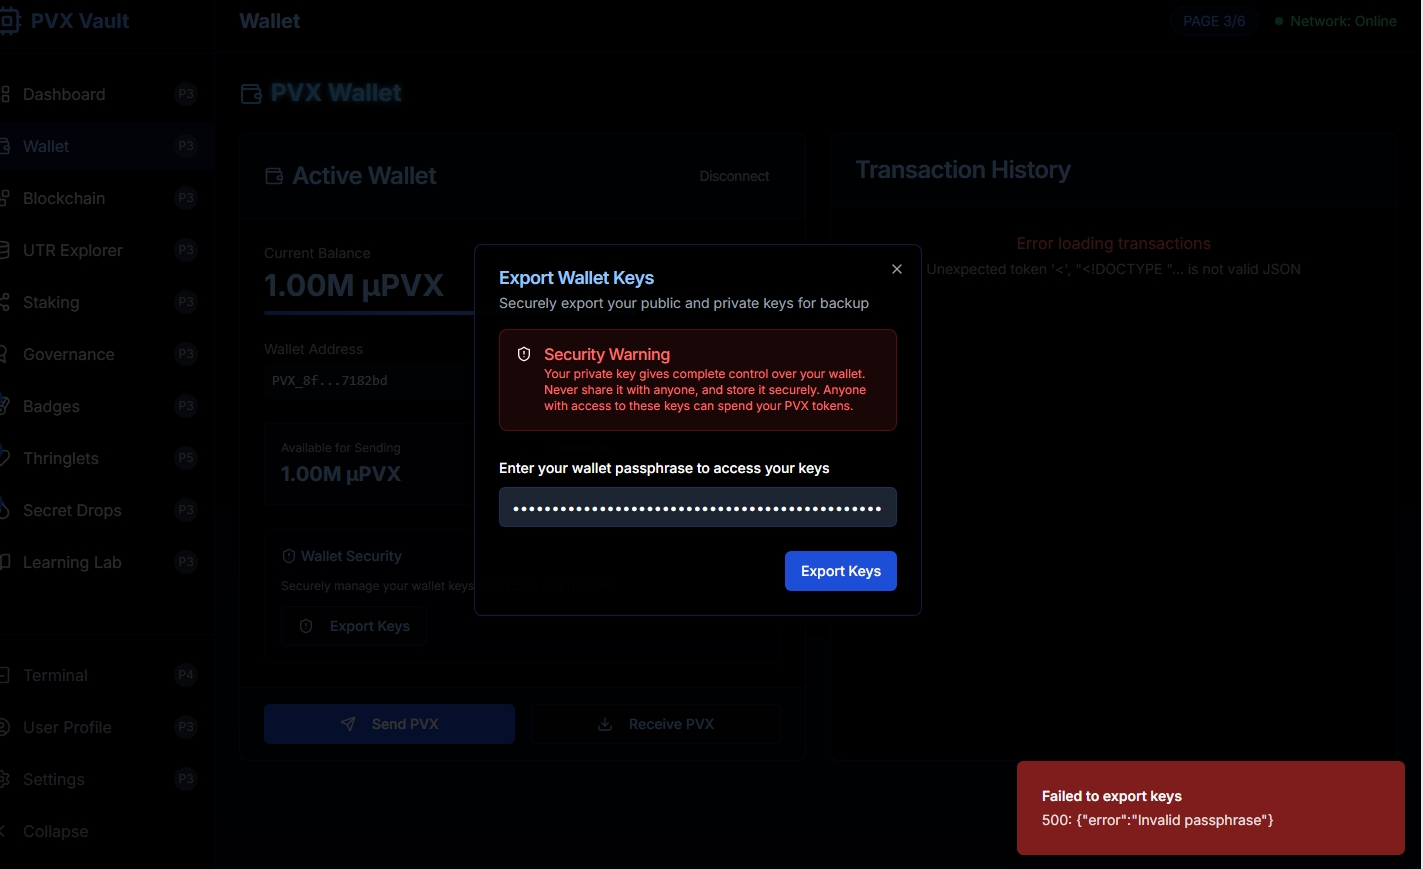 PVX Vault
Wallet
PAGE 3/6
Network: Online
Dashboard P3
Wallet P3
Blockchain P3
UTR Explorer P3
Staking P3
Governance P3
Badges P3
Thringlets P5
Secret Drops P3
Learning Lab P3
Terminal P4
User Profile P3
Settings P3
Collapse
PVX Wallet
Active Wallet
Disconnect
Current Balance
1.00M µPVX
Wallet Address
PVX_8f...7182bd
Available for Sending
1.00M µPVX
Wallet Security
Securely manage your wallet keys
Export Keys
Send PVX
Receive PVX
Transaction History
Error loading transactions
Unexpected token '<', "<!DOCTYPE "... is not valid JSON
Export Wallet Keys
Securely export your public and private keys for backup
Security Warning
Your private key gives complete control over your wallet.
Never share it with anyone, and store it securely. Anyone
with access to these keys can spend your PVX tokens.
Enter your wallet passphrase to access your keys
Export Keys
Failed to export keys
500: {"error":"Invalid passphrase"}